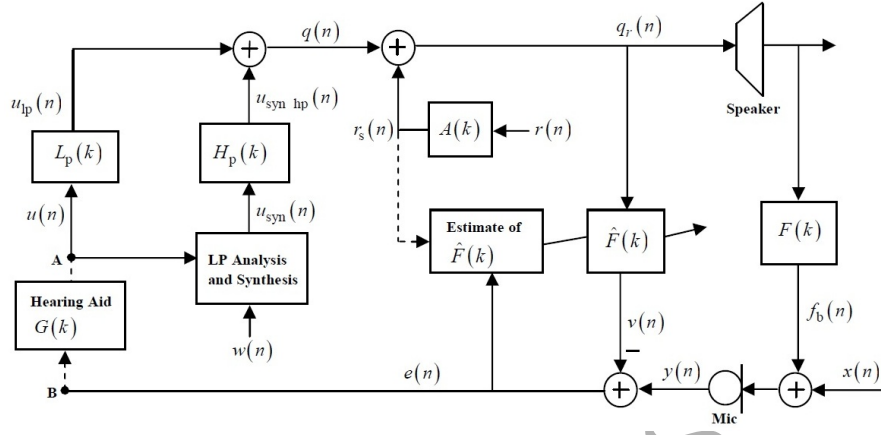 q(n)
q_r(n)
u_lp(n)
u_syn hp(n)
Speaker
r_s(n)
A(k)
r(n)
L_p(k)
H_p(k)
u(n)
u_syn(n)
Estimate of
F̂(k)
F̂(k)
F(k)
A
LP Analysis
and Synthesis
Hearing Aid
G(k)
w(n)
v(n)
f_b(n)
−
e(n)
y(n)
x(n)
B
Mic